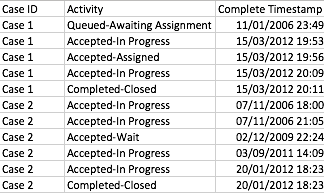 Case ID Activity Complete Timestamp
Case 1 Queued-Awaiting Assignment 11/01/2006 23:49
Case 1 Accepted-In Progress 15/03/2012 19:53
Case 1 Accepted-Assigned 15/03/2012 19:56
Case 1 Accepted-In Progress 15/03/2012 20:09
Case 1 Completed-Closed 15/03/2012 20:11
Case 2 Accepted-In Progress 07/11/2006 18:00
Case 2 Accepted-In Progress 07/11/2006 21:05
Case 2 Accepted-Wait 02/12/2009 22:24
Case 2 Accepted-In Progress 03/09/2011 14:09
Case 2 Accepted-In Progress 20/01/2012 18:23
Case 2 Completed-Closed 20/01/2012 18:23